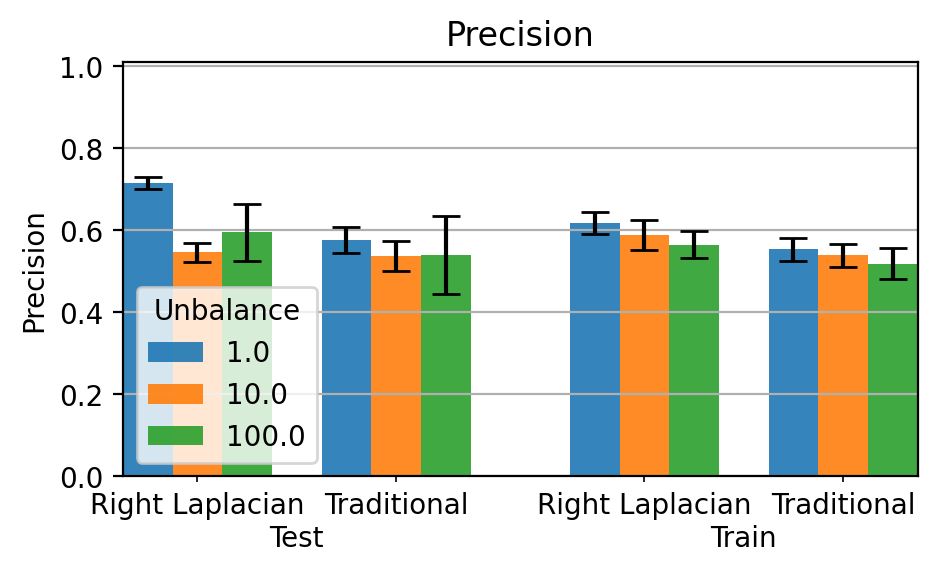 Precision
Precision
1.0
0.8
0.6
0.4
0.2
0.0
Unbalance
1.0
10.0
100.0
Right Laplacian Traditional Right Laplacian Traditional
Test Train